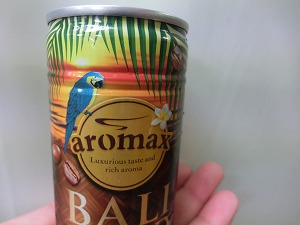 aromax
Luxurious taste and
rich aroma
BALI